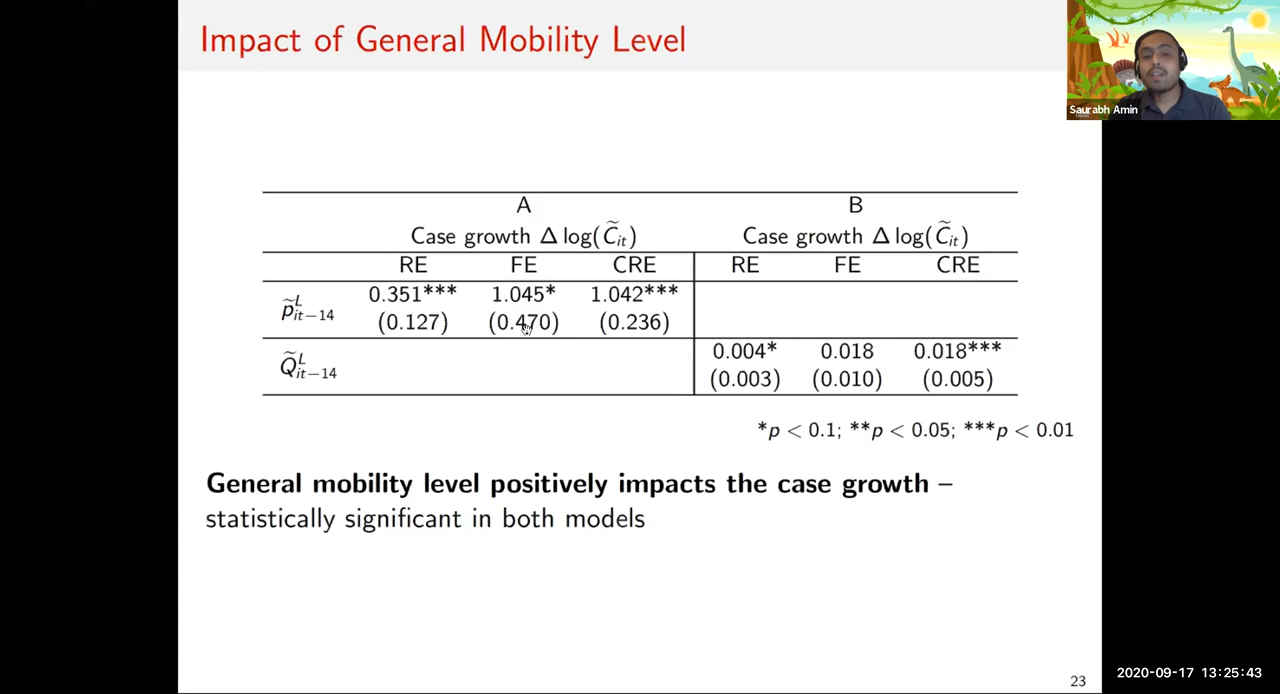 Impact of General Mobility Level
Saurabh Amin
A B
Case growth Δ log(C̃it) Case growth Δ log(C̃it)
RE FE CRE RE FE CRE
p̃ᴸit−14 0.351*** 1.045* 1.042***
(0.127) (0.470) (0.236)
Q̃ᴸit−14 0.004* 0.018 0.018***
(0.003) (0.010) (0.005)
*p < 0.1; **p < 0.05; ***p < 0.01
General mobility level positively impacts the case growth –
statistically significant in both models
23
2020-09-17 13:25:43